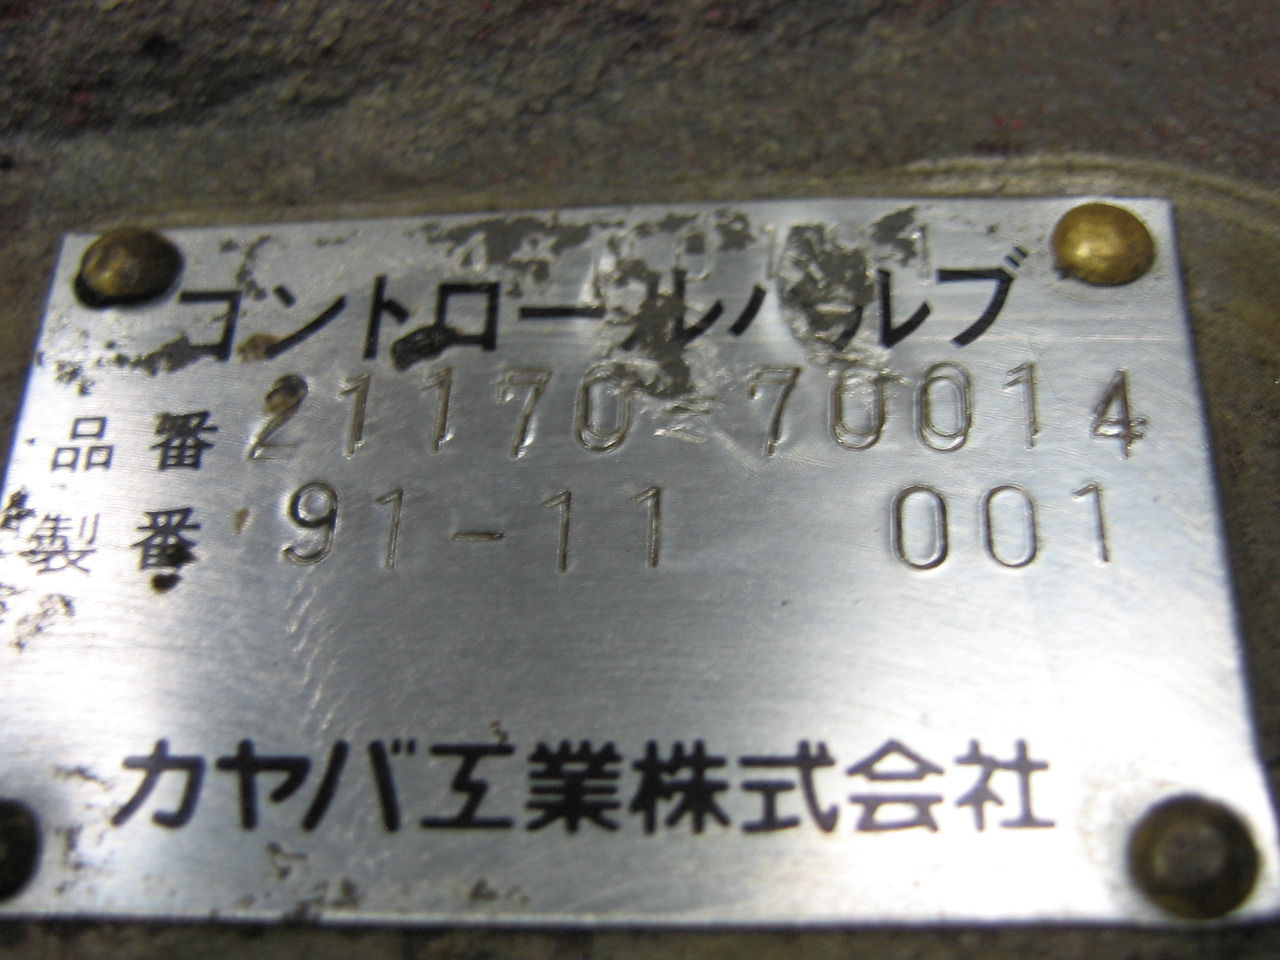 コントロールバルブ
品番 21170-70014
製番 91-11 001
カヤバ工業株式会社